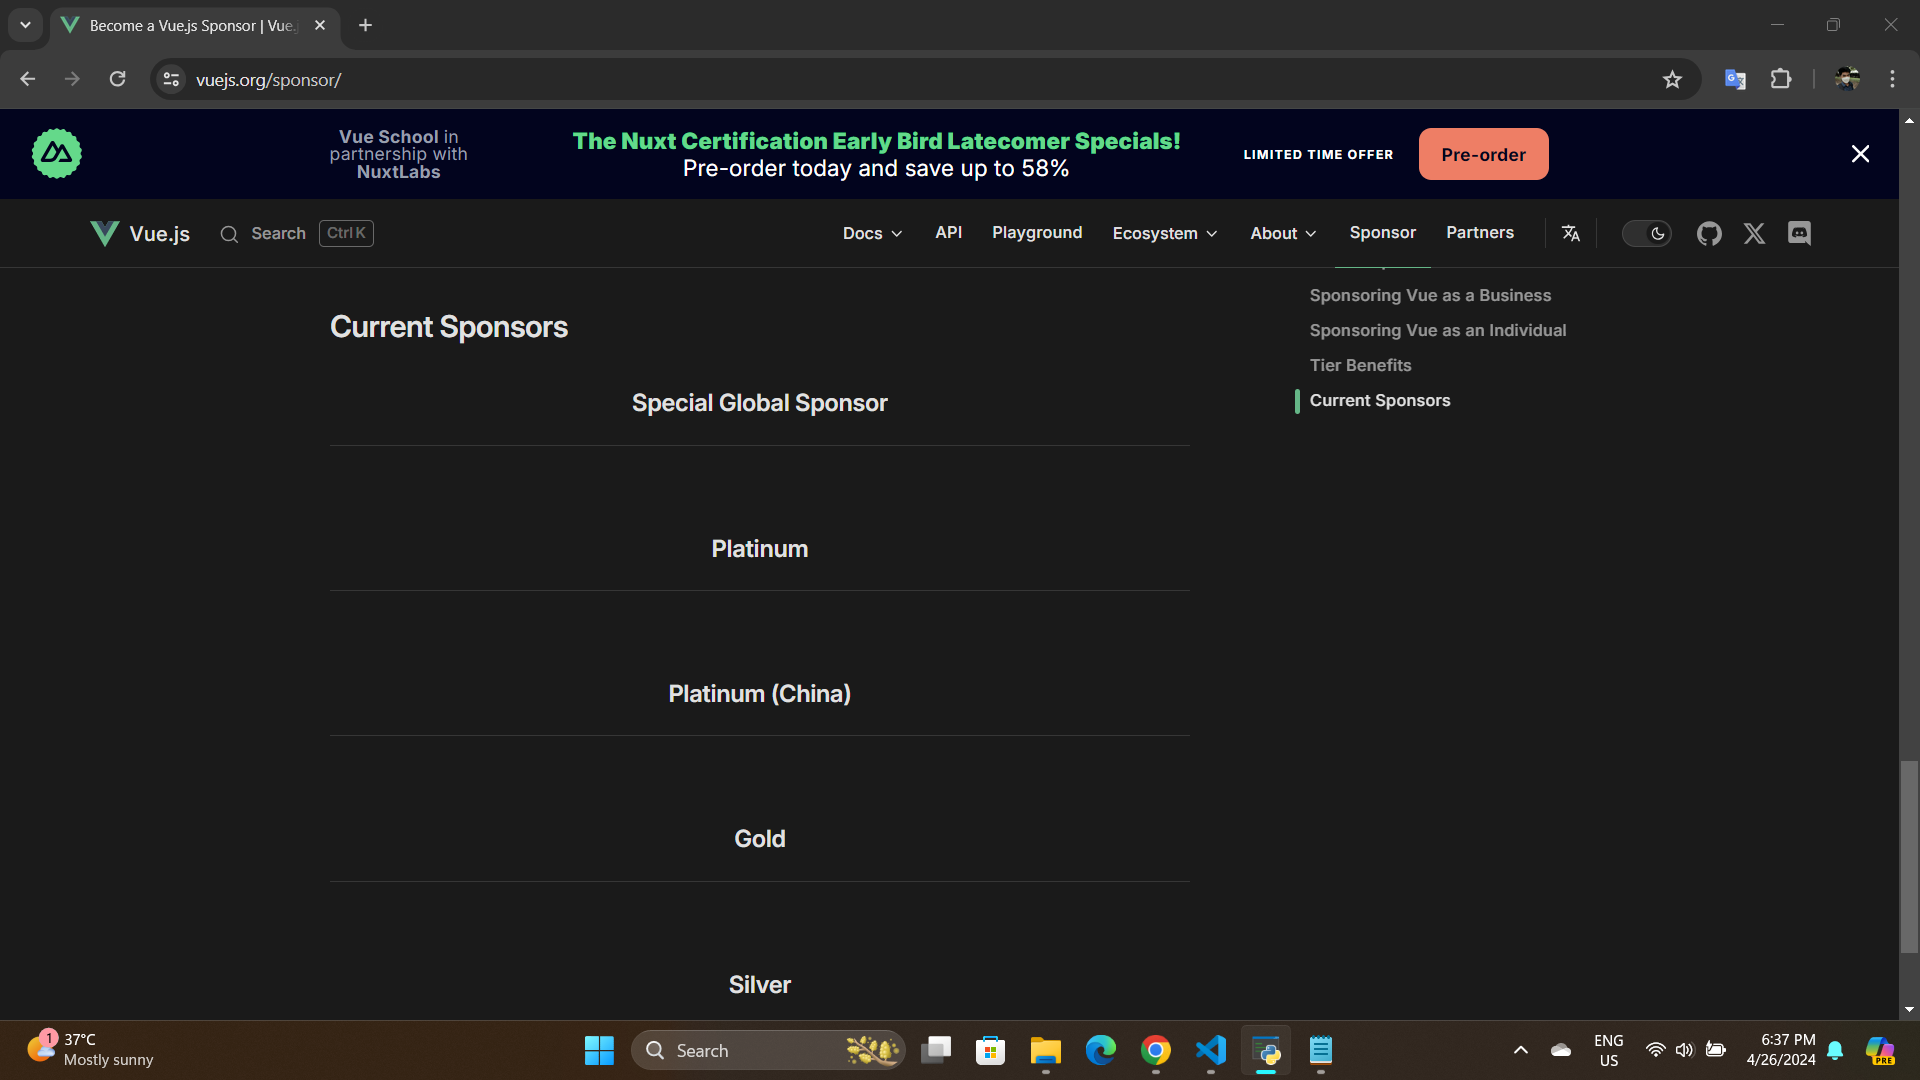 Become a Vue.js Sponsor | Vue.j
vuejs.org/sponsor/
Vue School in
partnership with
NuxtLabs
The Nuxt Certification Early Bird Latecomer Specials!
Pre-order today and save up to 58%
LIMITED TIME OFFER
Pre-order
Vue.js
Search
Ctrl K
Docs
API
Playground
Ecosystem
About
Sponsor
Partners
Sponsoring Vue as a Business
Sponsoring Vue as an Individual
Tier Benefits
Current Sponsors
Current Sponsors
Special Global Sponsor
Platinum
Platinum (China)
Gold
Silver
1
37°C
Mostly sunny
Search
ENG
US
6:37 PM
4/26/2024
PRE